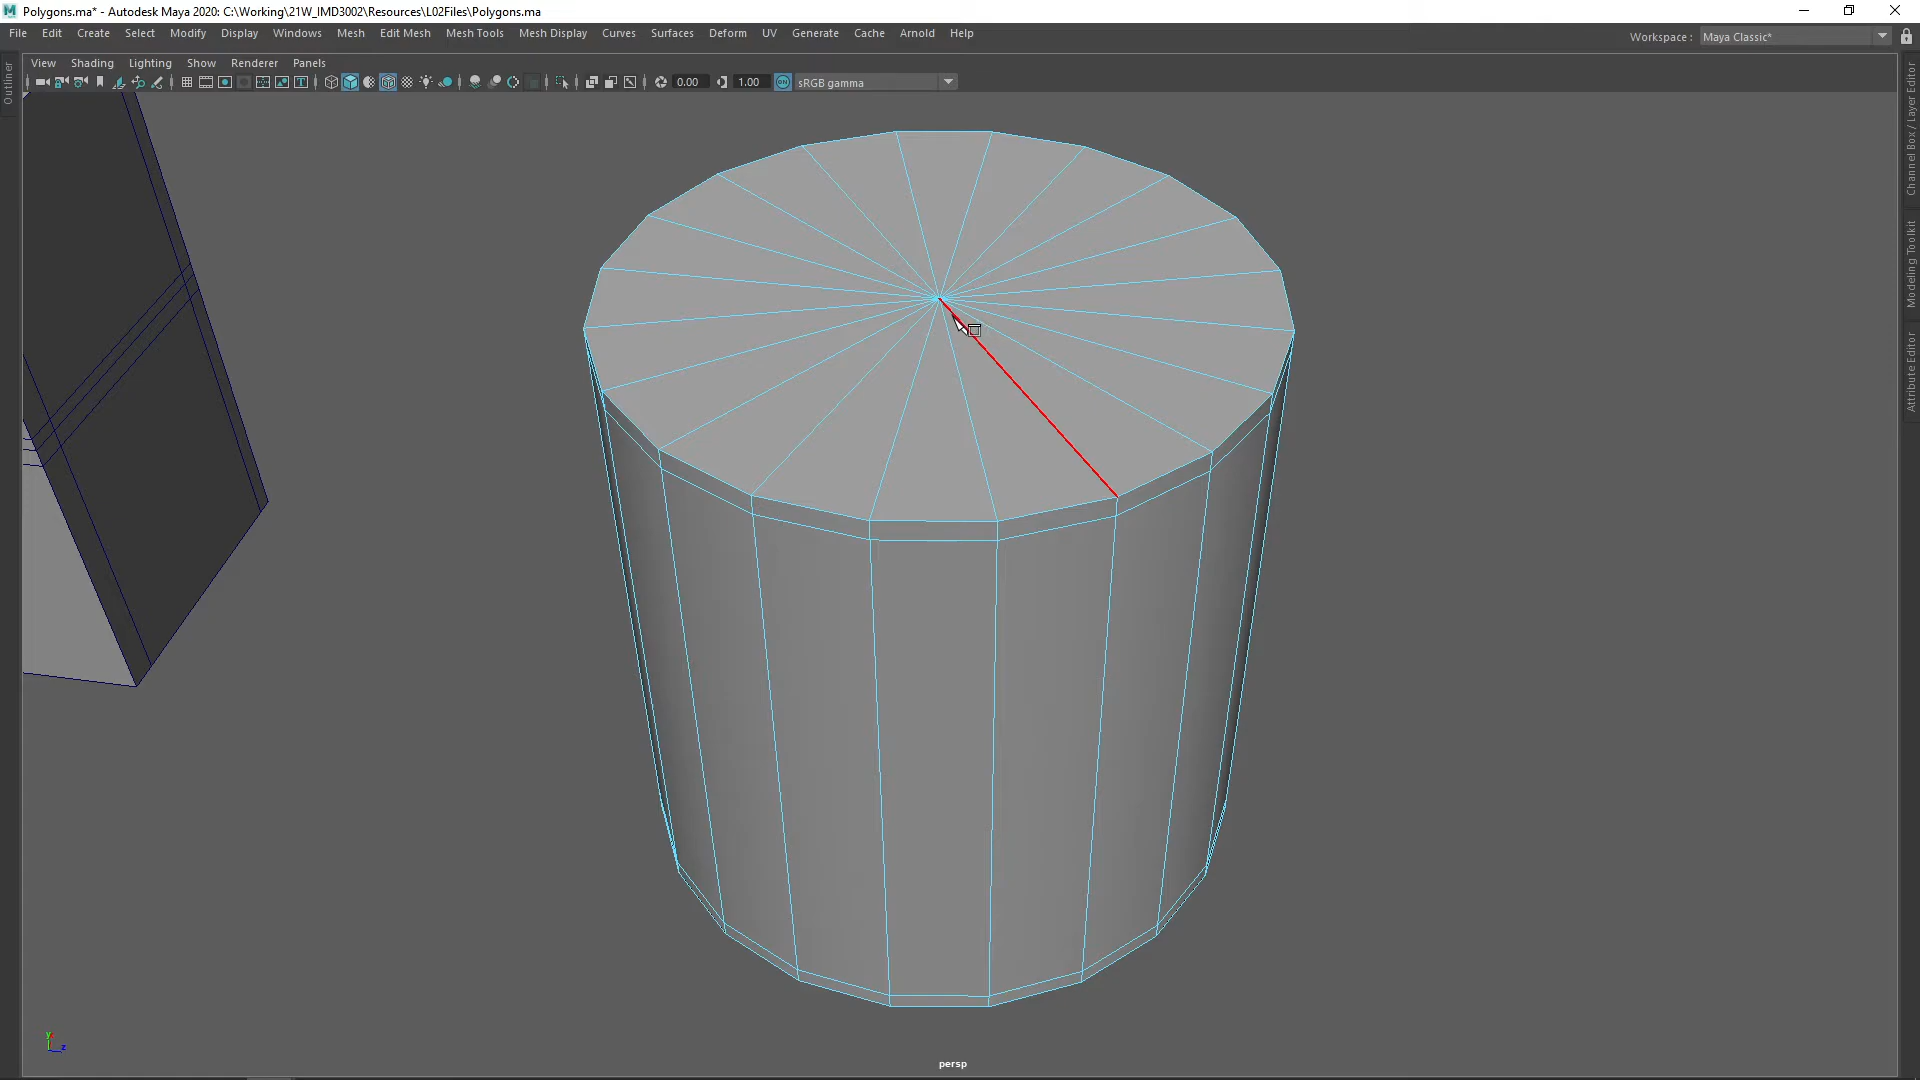 Polygons.ma* - Autodesk Maya 2020: C:\Working\21W_IMD3002\Resources\L02Files\Polygons.ma
File Edit Create Select Modify Display Windows Mesh Edit Mesh Mesh Tools Mesh Display Curves Surfaces Deform UV Generate Cache Arnold Help
Workspace : Maya Classic*
View Shading Lighting Show Renderer Panels
0.00 1.00 ON sRGB gamma
Outliner
Channel Box / Layer Editor
Modeling Toolkit
Attribute Editor
y
z
persp